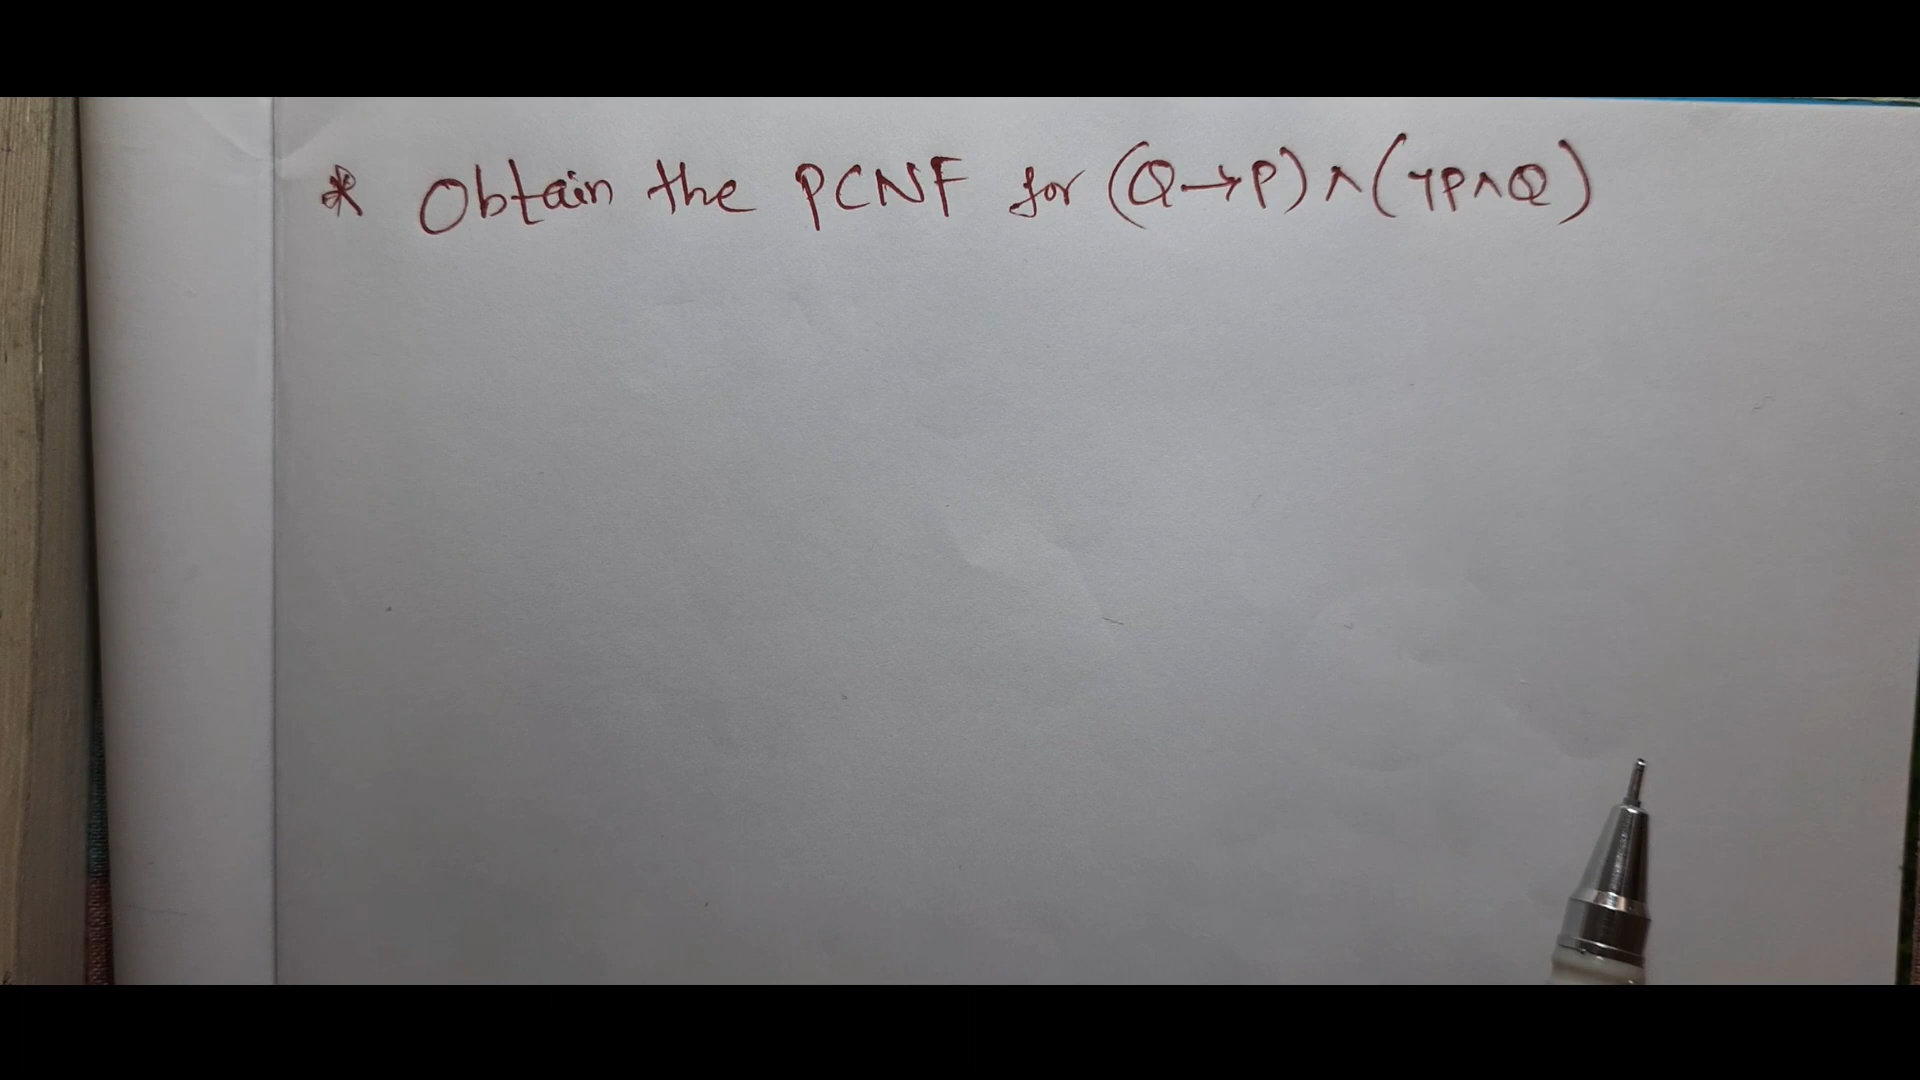 * Obtain the PCNF for (Q→P)∧(¬P∧Q)